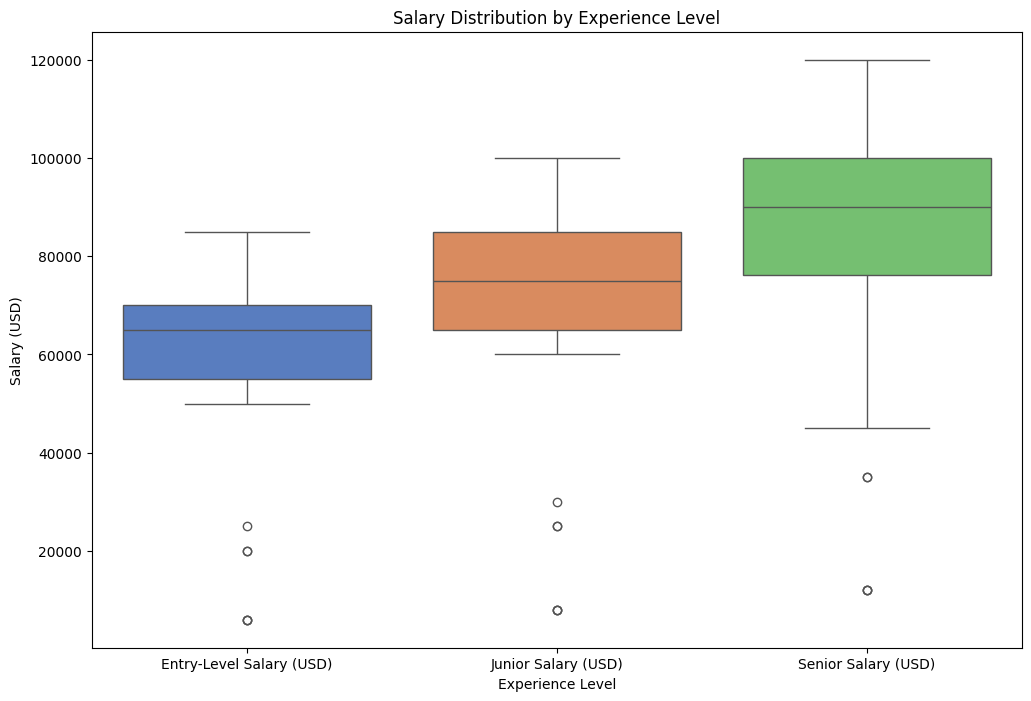 Salary Distribution by Experience Level
120000
100000
80000
60000
40000
20000
Salary (USD)
Entry-Level Salary (USD)
Junior Salary (USD)
Senior Salary (USD)
Experience Level